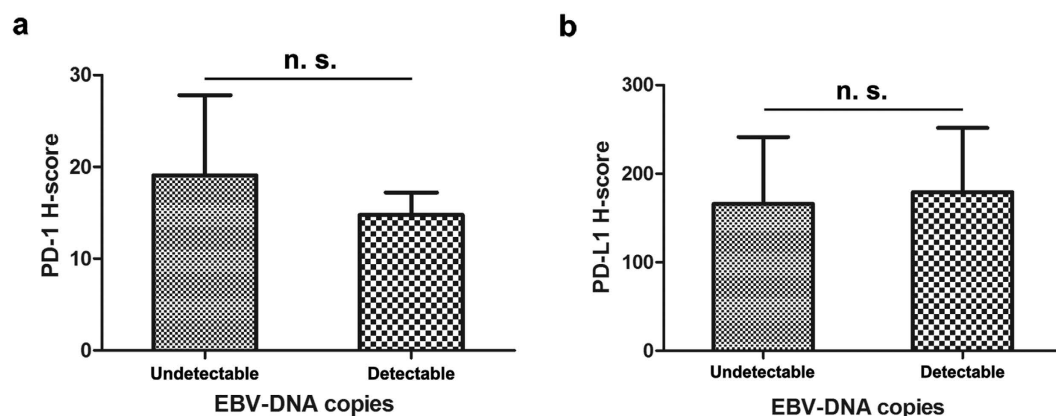 a
n. s.
30
20
10
0
PD-1 H-score
Undetectable
Detectable
EBV-DNA copies
b
n. s.
300
200
100
0
PD-L1 H-score
Undetectable
Detectable
EBV-DNA copies